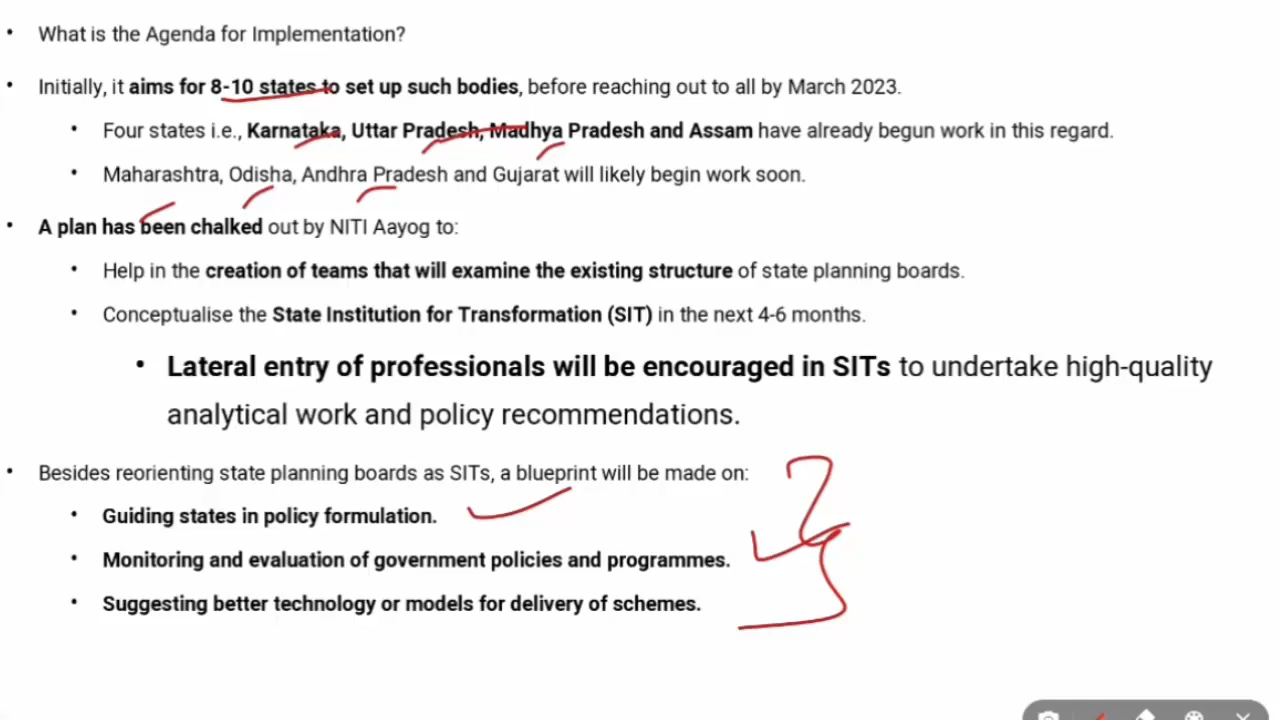 • What is the Agenda for Implementation?
• Initially, it aims for 8-10 states to set up such bodies, before reaching out to all by March 2023.
• Four states i.e., Karnataka, Uttar Pradesh, Madhya Pradesh and Assam have already begun work in this regard.
• Maharashtra, Odisha, Andhra Pradesh and Gujarat will likely begin work soon.
• A plan has been chalked out by NITI Aayog to:
• Help in the creation of teams that will examine the existing structure of state planning boards.
• Conceptualise the State Institution for Transformation (SIT) in the next 4-6 months.
• Lateral entry of professionals will be encouraged in SITs to undertake high-quality
analytical work and policy recommendations.
• Besides reorienting state planning boards as SITs, a blueprint will be made on:
• Guiding states in policy formulation.
• Monitoring and evaluation of government policies and programmes.
• Suggesting better technology or models for delivery of schemes.